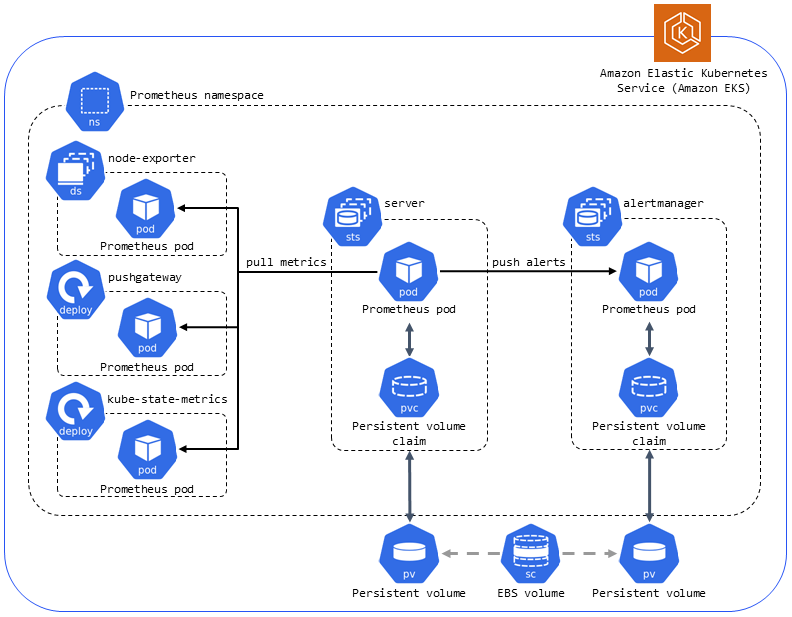 K
Amazon Elastic Kubernetes
Service (Amazon EKS)
Prometheus namespace
ns
node-exporter
ds
pod
Prometheus pod
pushgateway
deploy
pod
Prometheus pod
kube-state-metrics
deploy
pod
Prometheus pod
pull metrics
server
sts
pod
Prometheus pod
pvc
Persistent volume
claim
push alerts
alertmanager
sts
pod
Prometheus pod
pvc
Persistent volume
claim
pv
Persistent volume
sc
EBS volume
pv
Persistent volume